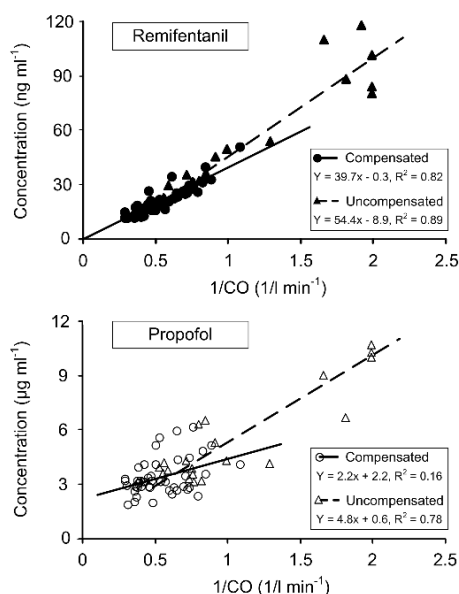 Remifentanil
Concentration (ng ml⁻¹)
120
90
60
30
0
Compensated
Y = 39.7x - 0.3, R² = 0.82
Uncompensated
Y = 54.4x - 8.9, R² = 0.89
0 0.5 1 1.5 2 2.5
1/CO (1/l min⁻¹)
Propofol
Concentration (µg ml⁻¹)
12
9
6
3
0
Compensated
Y = 2.2x + 2.2, R² = 0.16
Uncompensated
Y = 4.8x + 0.6, R² = 0.78
0 0.5 1 1.5 2 2.5
1/CO (1/l min⁻¹)